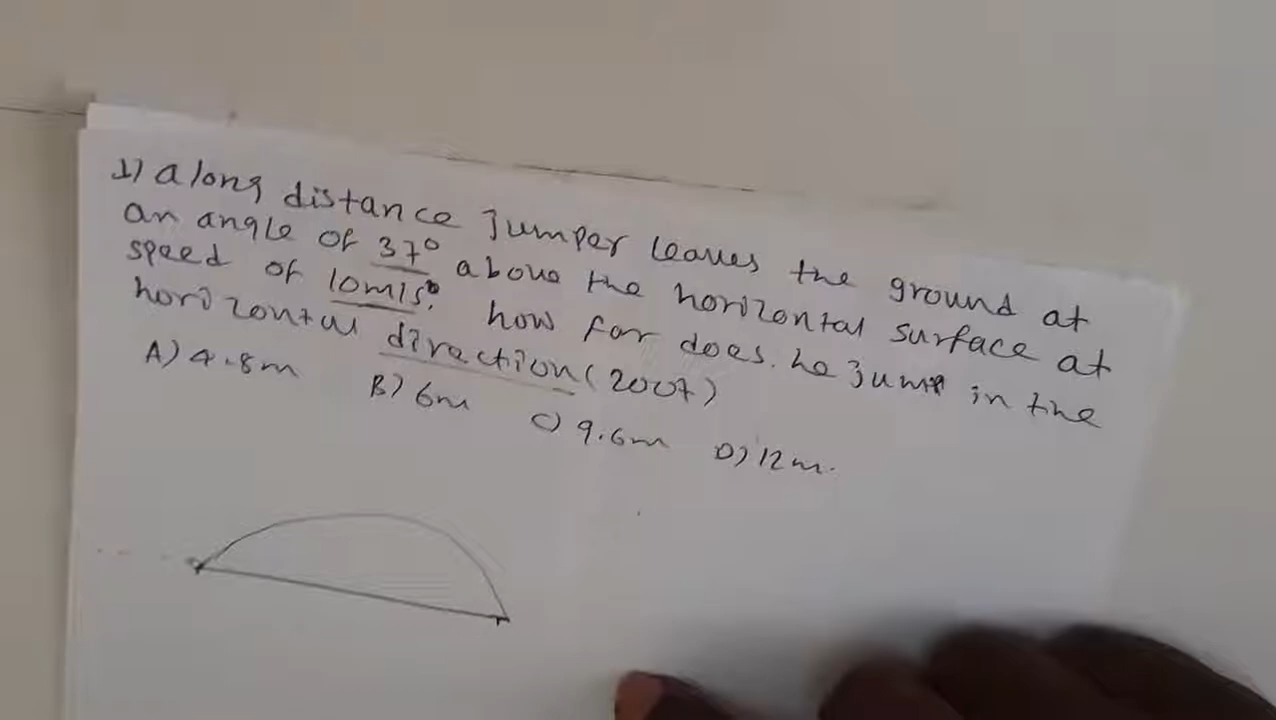 1) a long distance Jumper leaves the ground at
an angle of 37° above the horizontal surface at
speed of 10m/s. how far does he Jump in the
horizontal direction (2007)
A) 4.8m B) 6m C) 9.6m D) 12m.